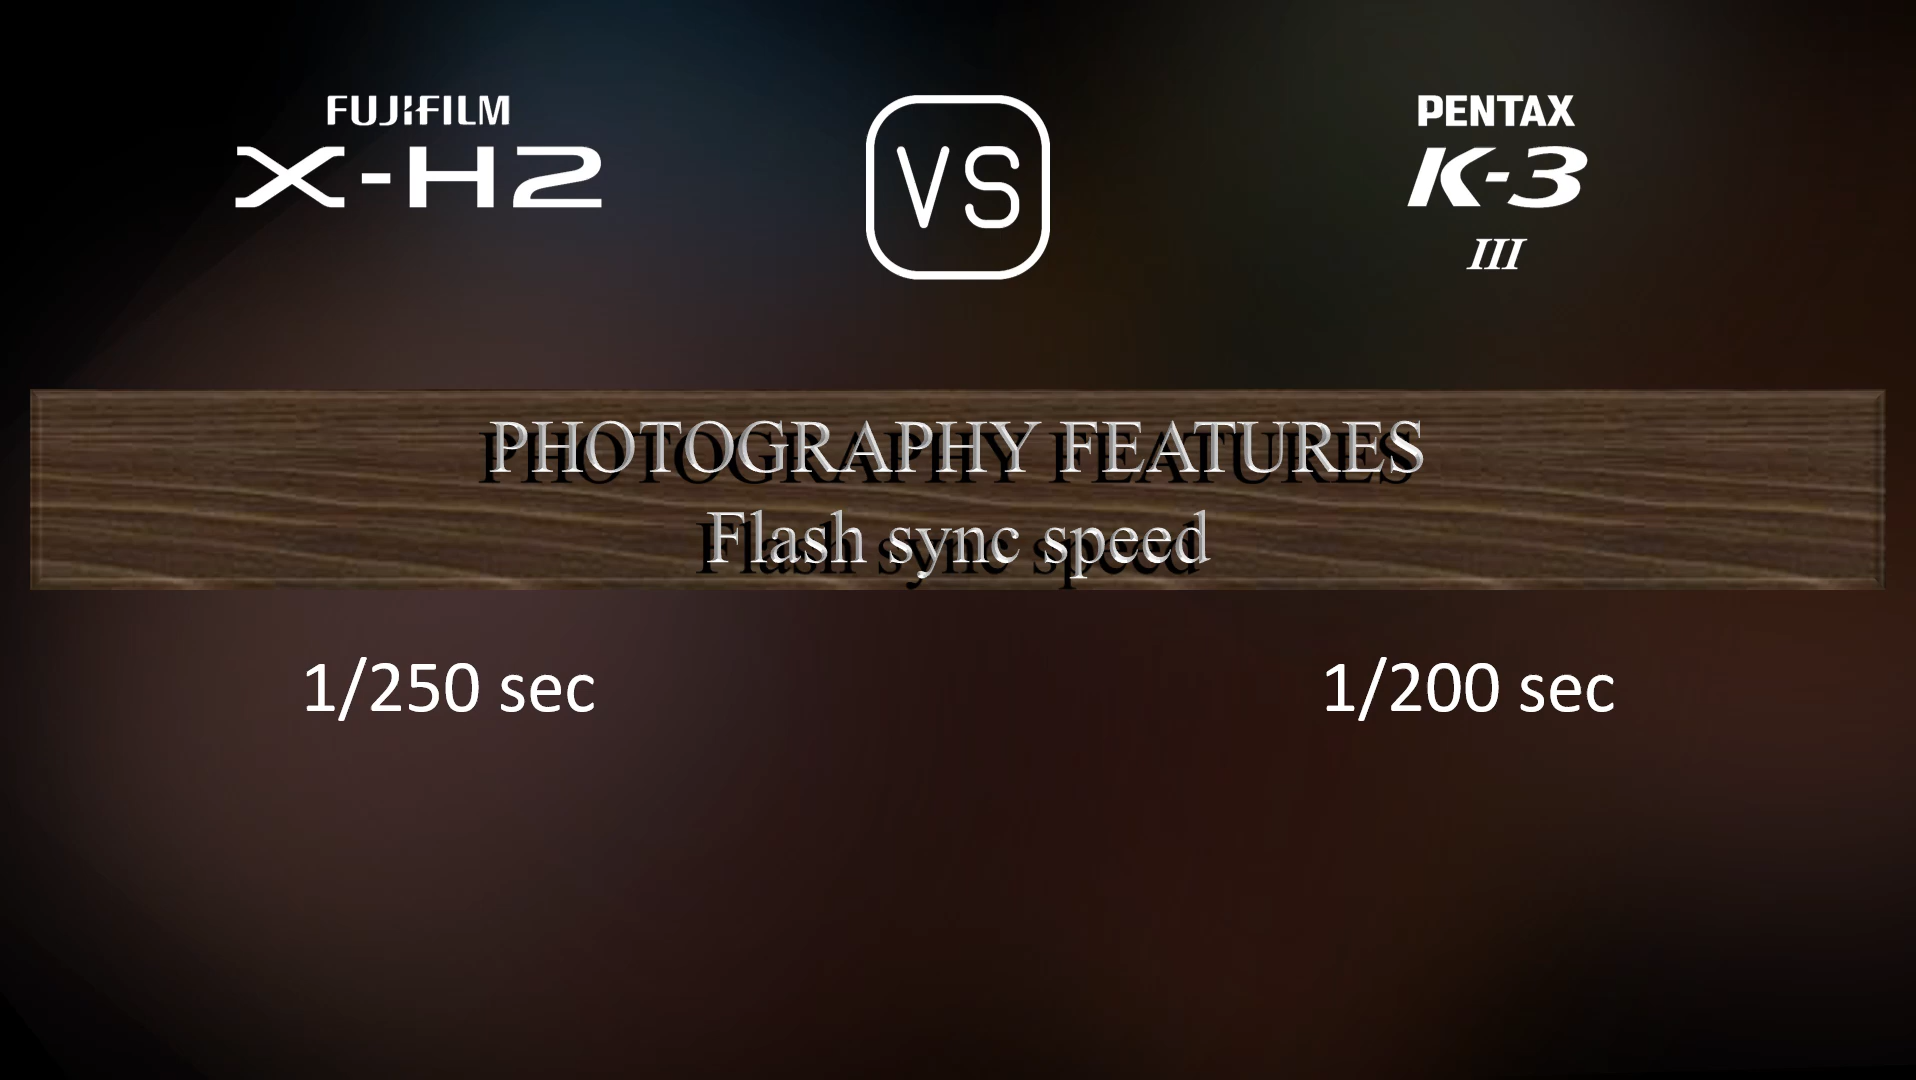 FUJIFILM
X-H2
VS
PENTAX
K-3
III
PHOTOGRAPHY FEATURES
Flash sync speed
1/250 sec
1/200 sec